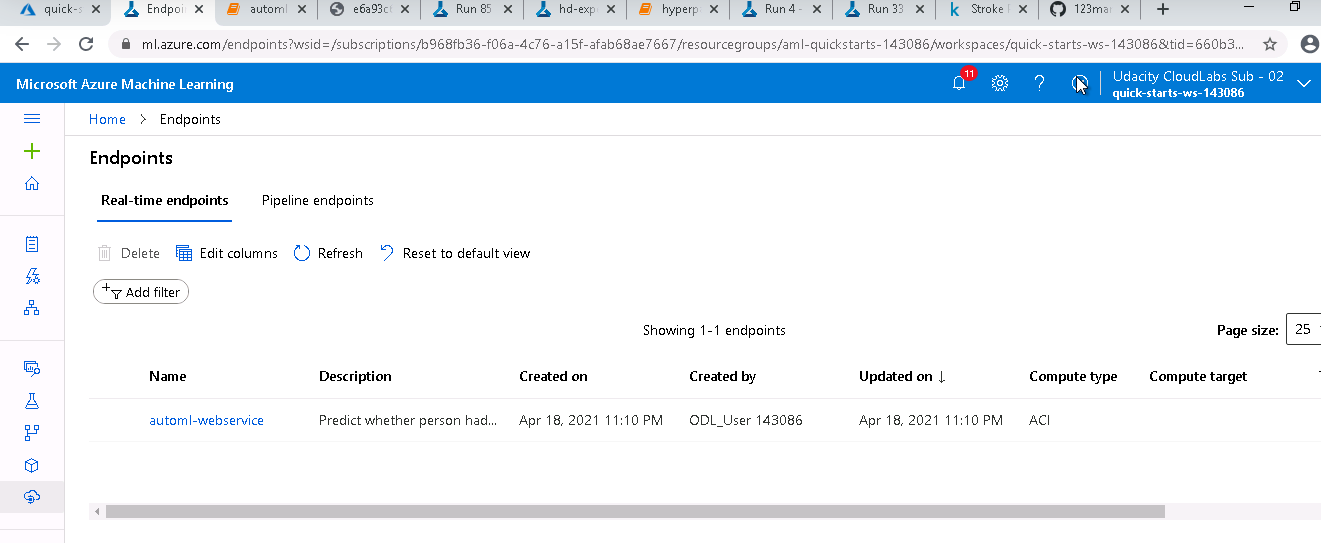 quick-s
Endpoin
automl
e6a93c
Run 85
hd-exp
hyperp
Run 4 -
Run 33
Stroke
123ma
ml.azure.com/endpoints?wsid=/subscriptions/b968fb36-f06a-4c76-a15f-afab68ae7667/resourcegroups/aml-quickstarts-143086/workspaces/quick-starts-ws-143086&tid=660b3...
Microsoft Azure Machine Learning
11
Udacity CloudLabs Sub - 02
quick-starts-ws-143086
Home > Endpoints
Endpoints
Real-time endpoints Pipeline endpoints
Delete Edit columns Refresh Reset to default view
Add filter
Showing 1-1 endpoints
Page size: 25
Name Description Created on Created by Updated on ↓ Compute type Compute target
automl-webservice Predict whether person had... Apr 18, 2021 11:10 PM ODL_User 143086 Apr 18, 2021 11:10 PM ACI